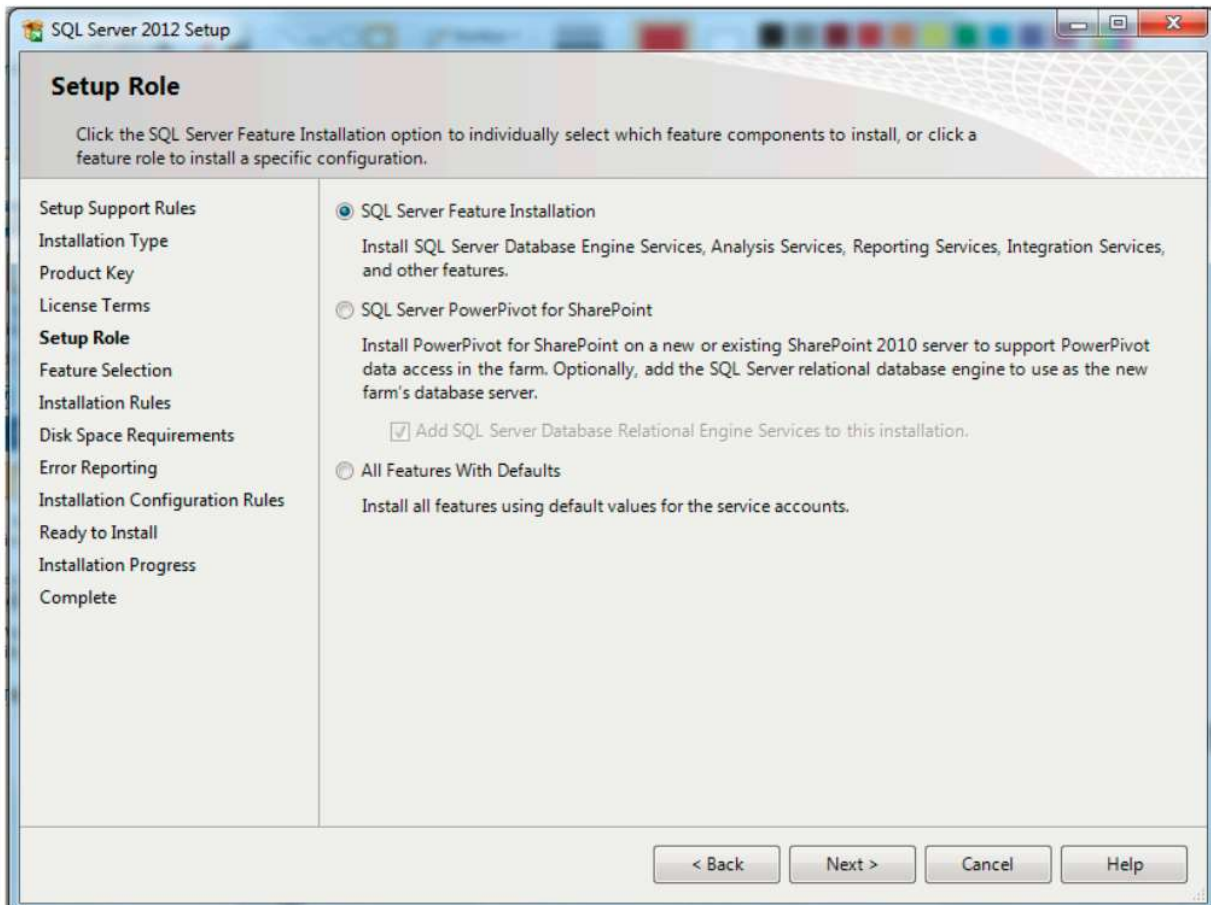 SQL Server 2012 Setup
Setup Role
Click the SQL Server Feature Installation option to individually select which feature components to install, or click a
feature role to install a specific configuration.
Setup Support Rules
Installation Type
Product Key
License Terms
Setup Role
Feature Selection
Installation Rules
Disk Space Requirements
Error Reporting
Installation Configuration Rules
Ready to Install
Installation Progress
Complete
SQL Server Feature Installation
Install SQL Server Database Engine Services, Analysis Services, Reporting Services, Integration Services,
and other features.
SQL Server PowerPivot for SharePoint
Install PowerPivot for SharePoint on a new or existing SharePoint 2010 server to support PowerPivot
data access in the farm. Optionally, add the SQL Server relational database engine to use as the new
farm's database server.
Add SQL Server Database Relational Engine Services to this installation.
All Features With Defaults
Install all features using default values for the service accounts.
< Back
Next >
Cancel
Help